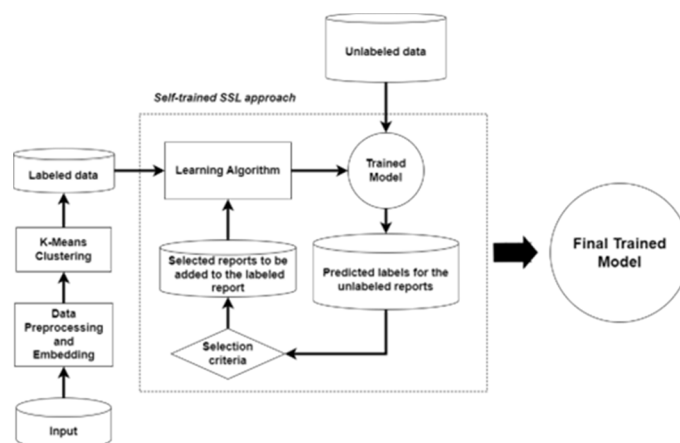 Unlabeled data
Self-trained SSL approach
Labeled data
Learning Algorithm
Trained
Model
K-Means
Clustering
Selected reports to be
added to the labeled
report
Predicted labels for the
unlabeled reports
Final Trained
Model
Data
Preprocessing
and
Embedding
Selection
criteria
Input